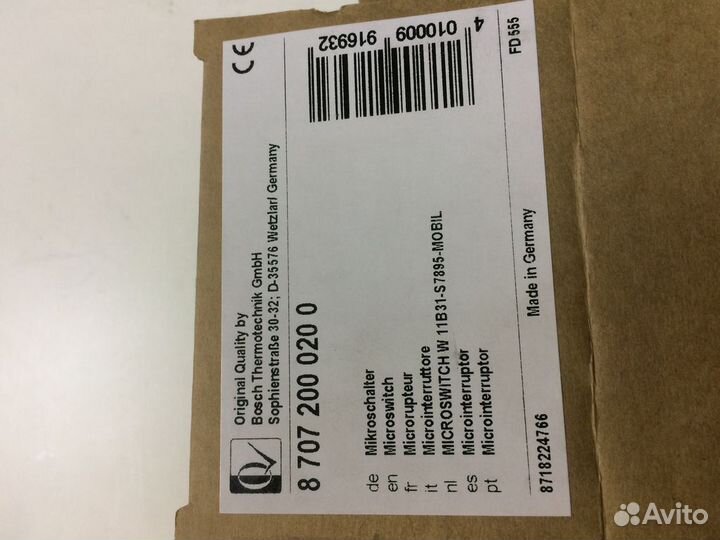 Original Quality by
Bosch Thermotechnik GmbH
Sophienstraße 30-32; D-35576 Wetzlar/ Germany
CE
QV
8 707 200 020 0
4 010009 916932
de Mikroschalter
en Microswitch
fr Microrupteur
it Microinterruttore
nl MICROSWITCH W 11B31-S7895-MOBIL
es Microinterruptor
pt Microinterruptor
8718224766 Made in Germany FD 555
Avito